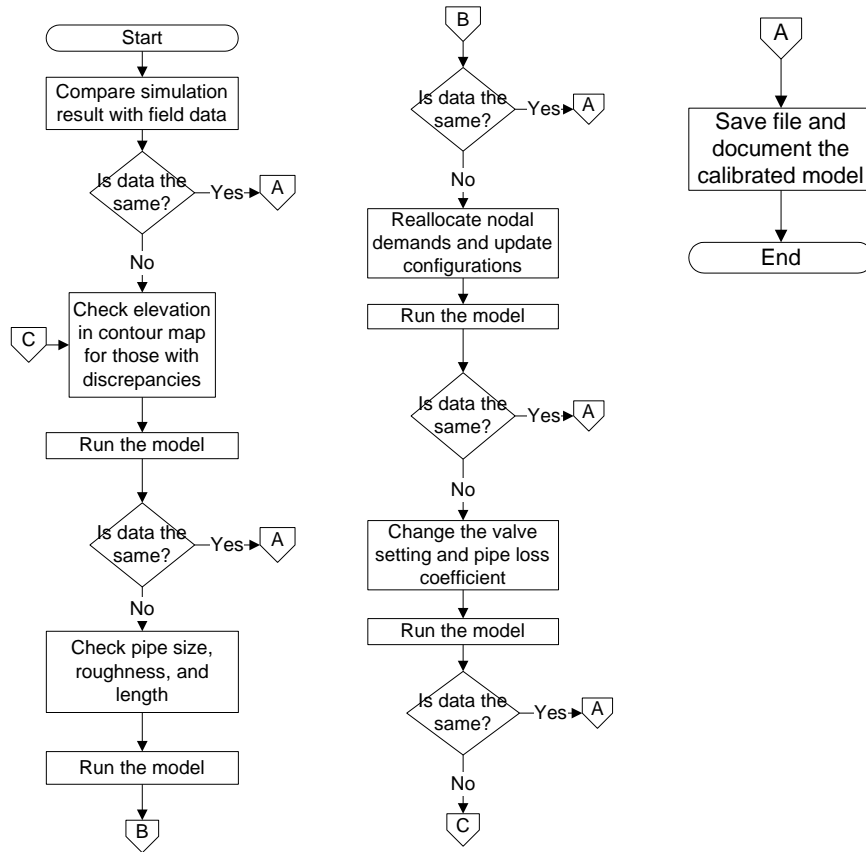 Start
Compare simulation
result with field data
Is data the
same?
Yes
A
No
C
Check elevation
in contour map
for those with
discrepancies
Run the model
Is data the
same?
Yes
A
No
Check pipe size,
roughness, and
length
Run the model
B
B
Is data the
same?
Yes
A
No
Reallocate nodal
demands and update
configurations
Run the model
Is data the
same?
Yes
A
No
Change the valve
setting and pipe loss
coefficient
Run the model
Is data the
same?
Yes
A
No
C
A
Save file and
document the
calibrated model
End